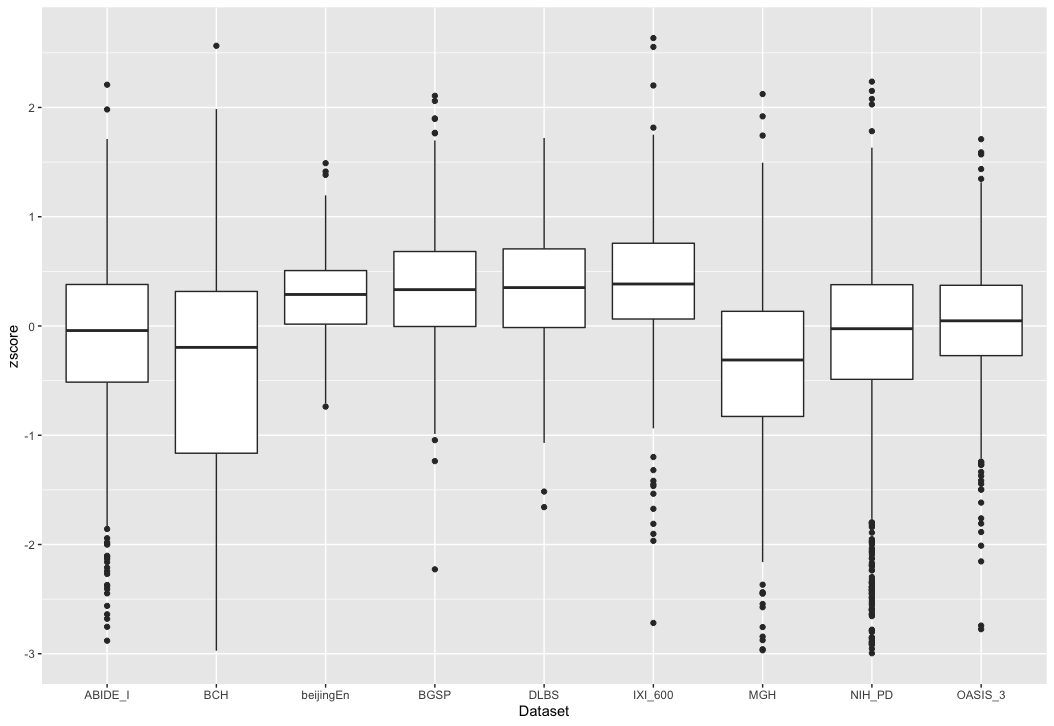 zscore
2
1
0
-1
-2
-3
ABIDE_I BCH beijingEn BGSP DLBS IXI_600 MGH NIH_PD OASIS_3
Dataset